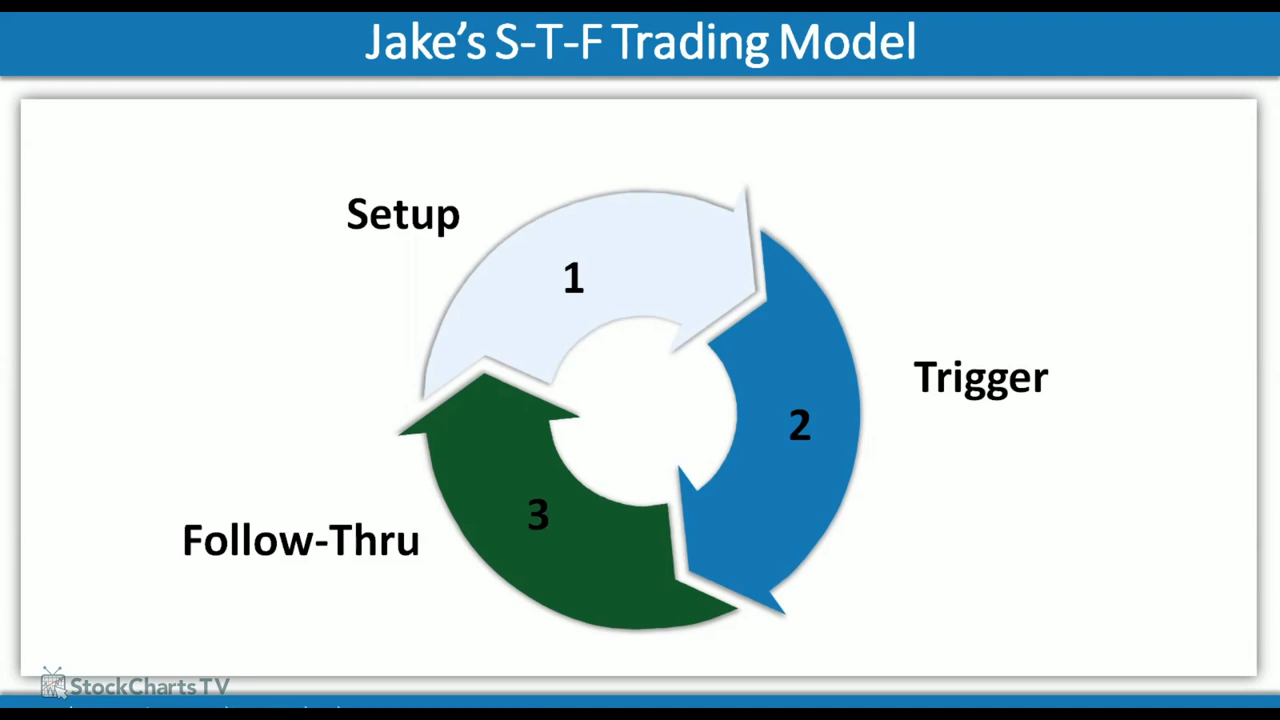 Jake's S-T-F Trading Model
Setup
1
Trigger
2
3
Follow-Thru
StockChartsTV